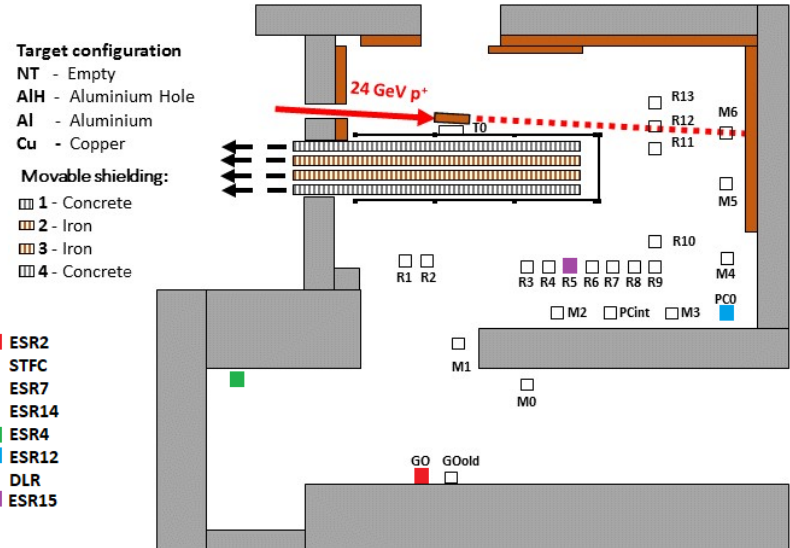 Target configuration
NT - Empty
AlH - Aluminium Hole
Al - Aluminium
Cu - Copper
Movable shielding:
1 - Concrete
2 - Iron
3 - Iron
4 - Concrete
ESR2
STFC
ESR7
ESR14
ESR4
ESR12
DLR
ESR15
24 GeV p+
T0
R13
M6
R12
R11
M5
R10
M4
R1 R2
R3 R4 R5 R6 R7 R8 R9
PC0
M2 PCint M3
M1
M0
GO GOold